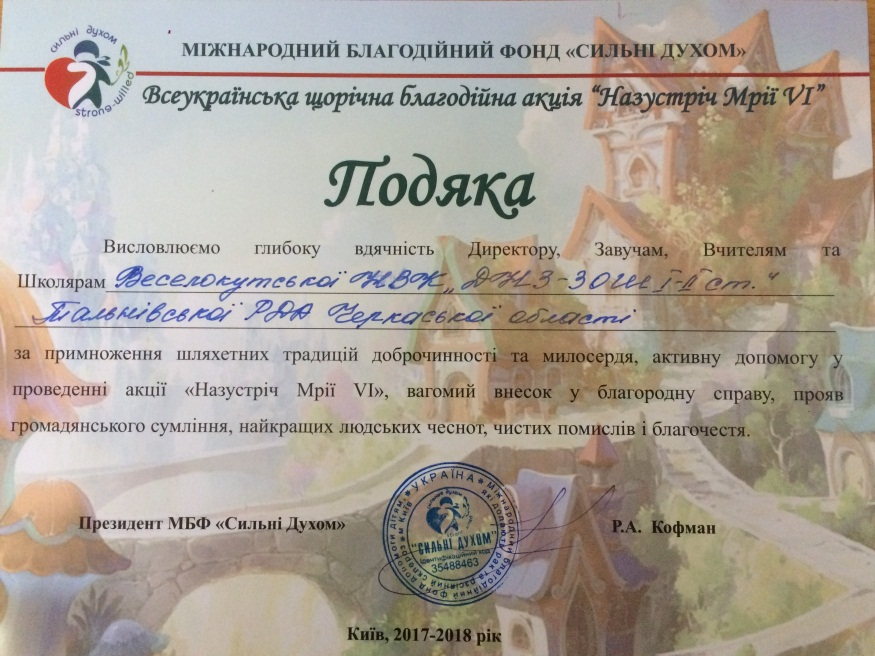 сильні духом
strong-willed
МІЖНАРОДНИЙ БЛАГОДІЙНИЙ ФОНД «СИЛЬНІ ДУХОМ»
Всеукраїнська щорічна благодійна акція “Назустріч Мрії VI”
Подяка
Висловлюємо глибоку вдячність Директору, Завучам, Вчителям та
Школярам Веселокутської НВК „ДНЗ-ЗОШ І-ІІ ст.“
Тальнівської РДА Черкаської області
за примноження шляхетних традицій доброчинності та милосердя, активну допомогу у
проведенні акції «Назустріч Мрії VI», вагомий внесок у благородну справу, прояв
громадянського сумління, найкращих людських чеснот, чистих помислів і благочестя.
Президент МБФ «Сильні Духом»
УКРАЇНА
"СИЛЬНІ ДУХОМ"
ідентифікаційний код
35488463
Р.А. Кофман
Київ, 2017-2018 рік